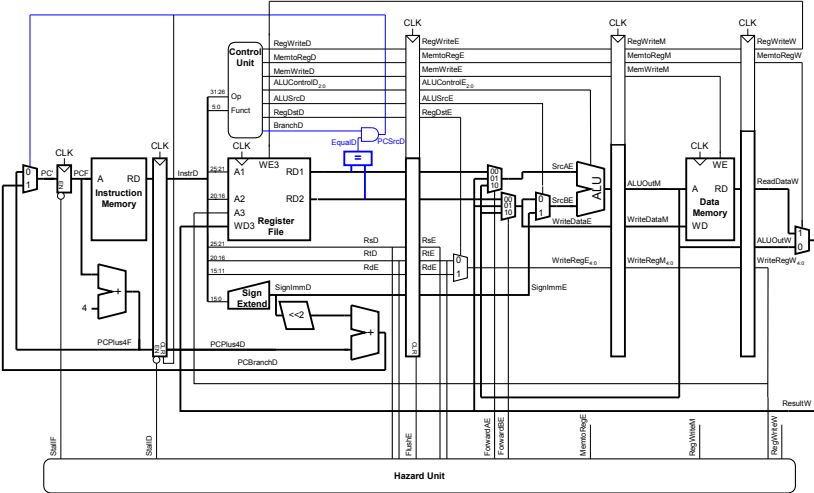 CLK
CLK
CLK
Control
Unit
RegWriteD
MemtoRegD
MemWriteD
ALUControlD2:0
ALUSrcD
RegDstD
BranchD
31:26
Op
5:0
Funct
RegWriteE
MemtoRegE
MemWriteE
ALUControlE2:0
ALUSrcE
RegDstE
RegWriteM
MemtoRegM
MemWriteM
RegWriteW
MemtoRegW
EqualD
PCSrcD
=
CLK
CLK
CLK
CLK
0
1
PC'
EN
PCF
A
RD
Instruction
Memory
InstrD
25:21
20:16
A1
A2
A3
WD3
WE3
RD1
RD2
Register
File
00
01
10
00
01
10
SrcAE
0
1
SrcBE
ALU
WriteDataE
ALUOutM
WriteDataM
WE
A
RD
Data
Memory
WD
ReadDataW
ALUOutW
1
0
25:21
RsD
RsE
20:16
RtD
RtE
15:11
RdD
RdE
0
1
WriteRegE4:0
WriteRegM4:0
WriteRegW4:0
15:0
Sign
Extend
SignImmD
SignImmE
<<2
+
+
4
EN
CLR
CLR
PCPlus4F
PCPlus4D
PCBranchD
ResultW
StallF
StallD
FlushE
ForwardAE
ForwardBE
MemtoRegE
RegWriteM
RegWriteW
Hazard Unit